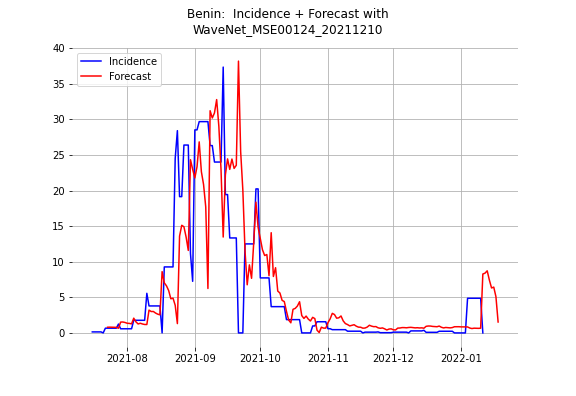 Benin:  Incidence + Forecast with
WaveNet_MSE00124_20211210
40
35
30
25
20
15
10
5
0
Incidence
Forecast
2021-08 2021-09 2021-10 2021-11 2021-12 2022-01